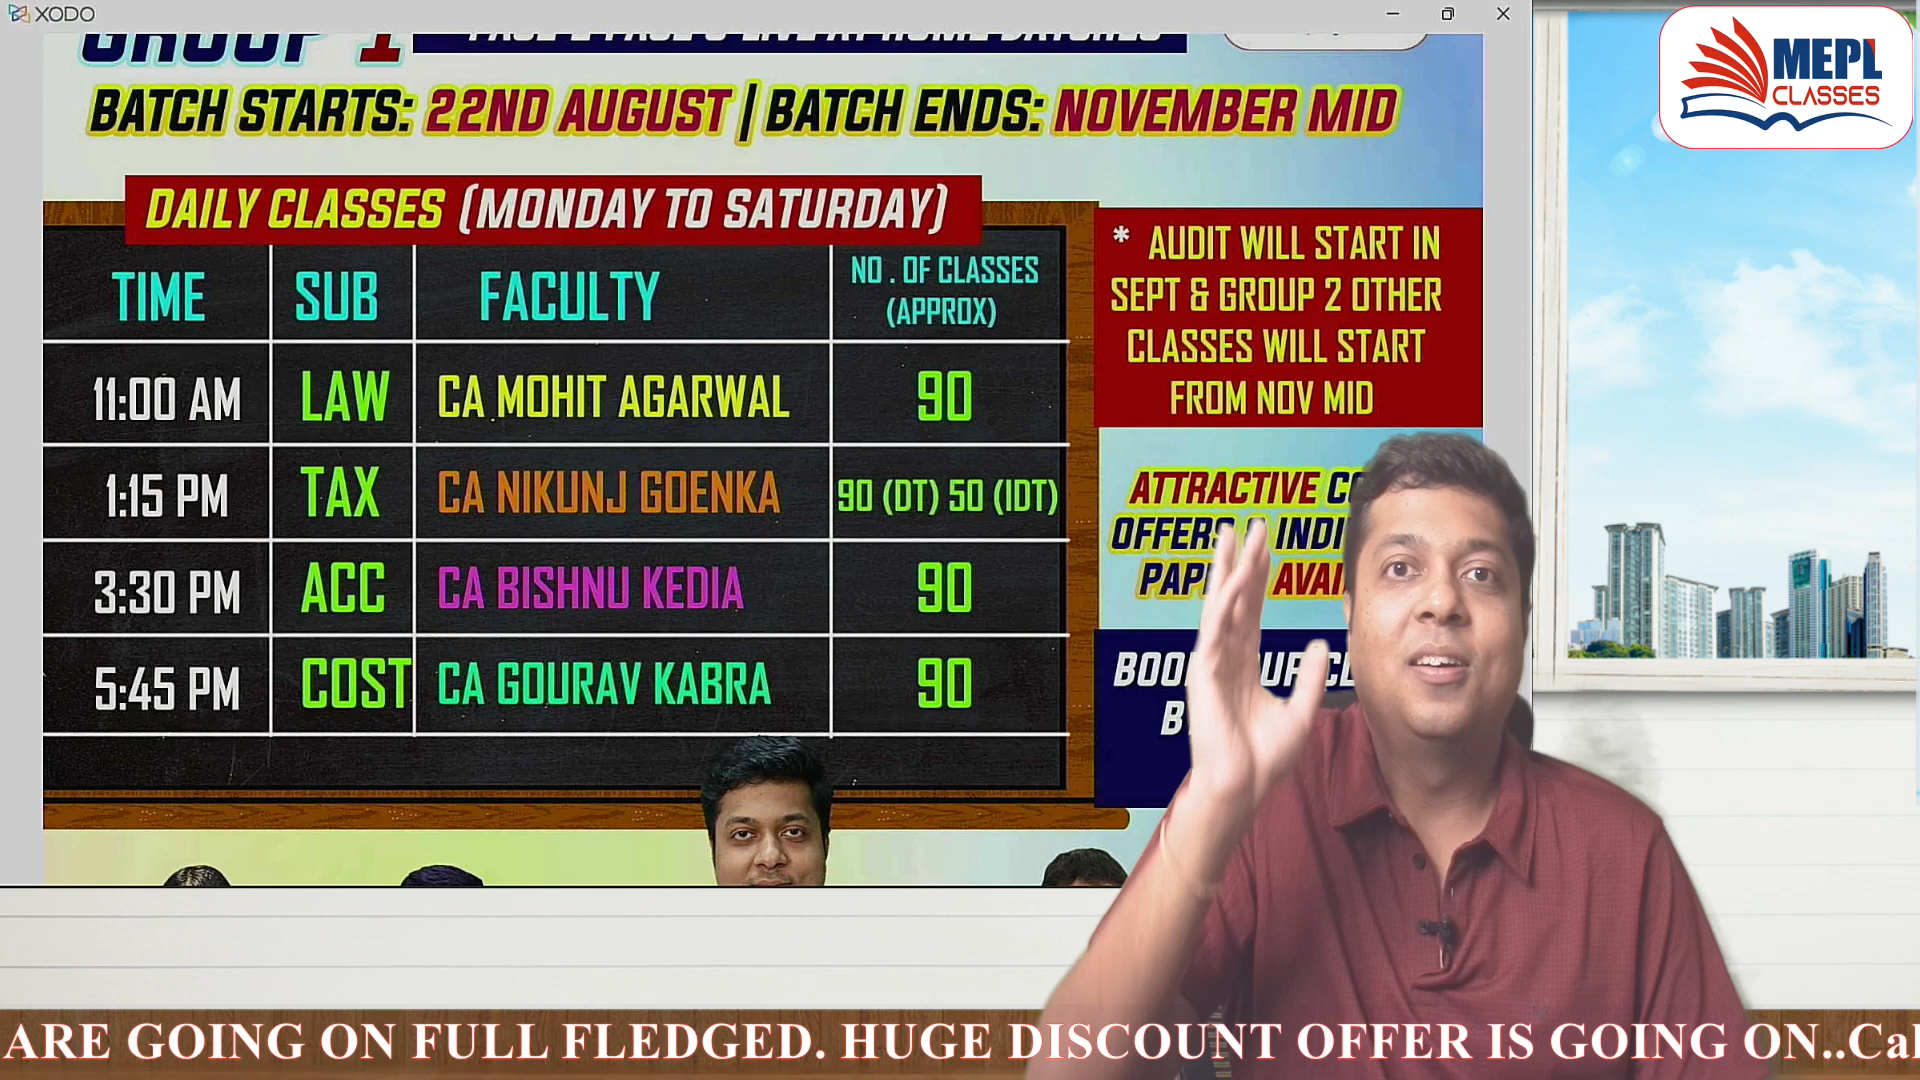 XODO
GROUP 1
BATCH STARTS: 22ND AUGUST | BATCH ENDS: NOVEMBER MID
DAILY CLASSES (MONDAY TO SATURDAY)
TIME SUB FACULTY NO . OF CLASSES (APPROX)
11:00 AM LAW CA MOHIT AGARWAL 90
1:15 PM TAX CA NIKUNJ GOENKA 90 (DT) 50 (IDT)
3:30 PM ACC CA BISHNU KEDIA 90
5:45 PM COST CA GOURAV KABRA 90
* AUDIT WILL START IN
SEPT & GROUP 2 OTHER
CLASSES WILL START
FROM NOV MID
ATTRACTIVE
OFFERS
MEPL
CLASSES
ARE GOING ON FULL FLEDGED. HUGE DISCOUNT OFFER IS GOING ON..Cal